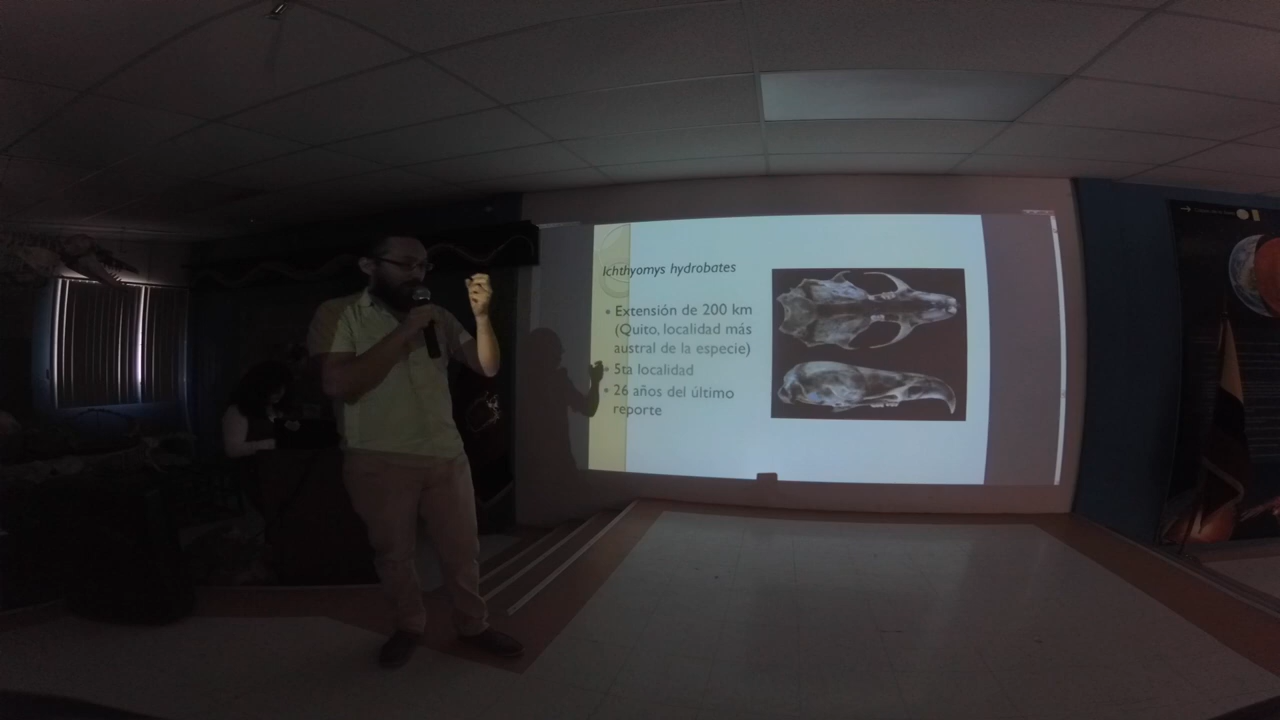 Ichthyomys hydrobates
• Extensión de 200 km
(Quito, localidad más
austral de la especie)
• 5ta localidad
• 26 años del último
reporte